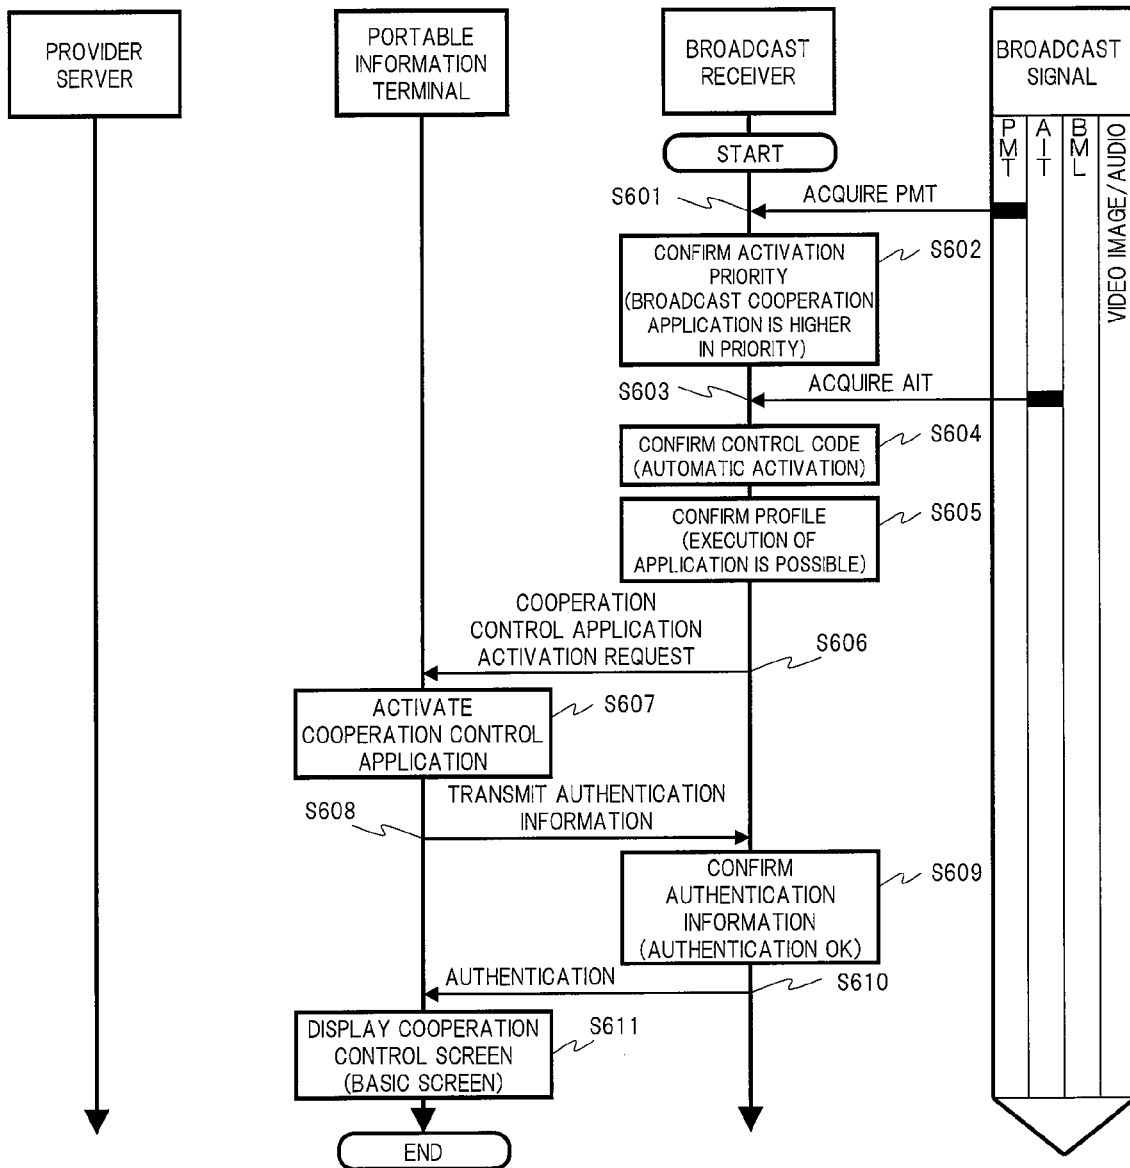 PROVIDER
SERVER
PORTABLE
INFORMATION
TERMINAL
BROADCAST
RECEIVER
BROADCAST
SIGNAL
PMT
AIT
BML
VIDEO IMAGE/AUDIO
START
S601
ACQUIRE PMT
CONFIRM ACTIVATION
PRIORITY
(BROADCAST COOPERATION
APPLICATION IS HIGHER
IN PRIORITY)
S602
S603
ACQUIRE AIT
CONFIRM CONTROL CODE
(AUTOMATIC ACTIVATION)
S604
CONFIRM PROFILE
(EXECUTION OF
APPLICATION IS POSSIBLE)
S605
COOPERATION
CONTROL APPLICATION
ACTIVATION REQUEST
S606
ACTIVATE
COOPERATION CONTROL
APPLICATION
S607
S608
TRANSMIT AUTHENTICATION
INFORMATION
CONFIRM
AUTHENTICATION
INFORMATION
(AUTHENTICATION OK)
S609
AUTHENTICATION
S610
DISPLAY COOPERATION
CONTROL SCREEN
(BASIC SCREEN)
S611
END